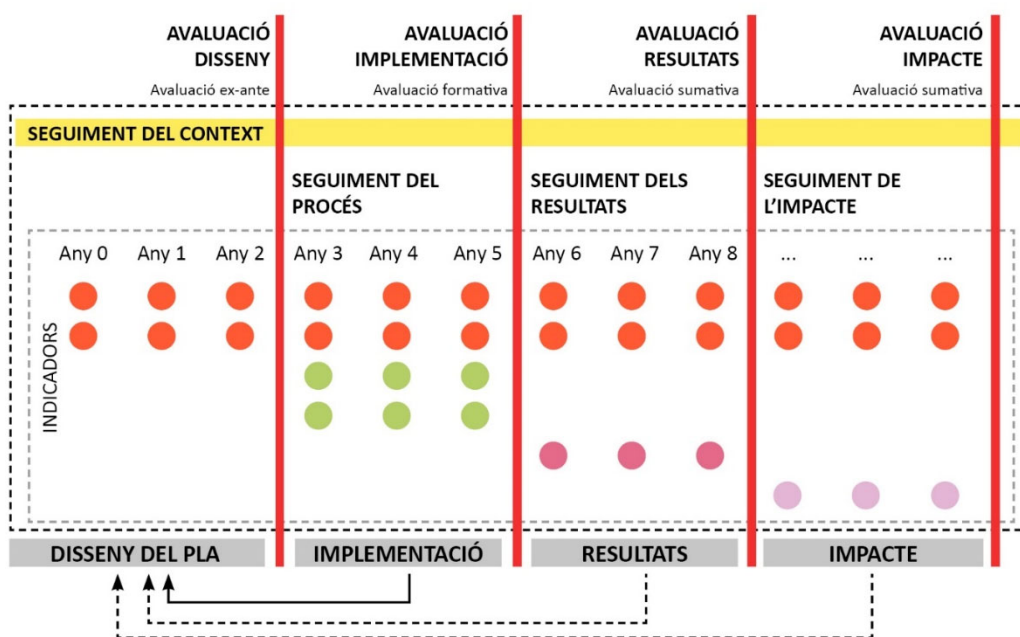 AVALUACIÓ
DISSENY
Avaluació ex-ante
AVALUACIÓ
IMPLEMENTACIÓ
Avaluació formativa
AVALUACIÓ
RESULTATS
Avaluació sumativa
AVALUACIÓ
IMPACTE
Avaluació sumativa
SEGUIMENT DEL CONTEXT
SEGUIMENT DEL
PROCÉS
SEGUIMENT DELS
RESULTATS
SEGUIMENT DE
L'IMPACTE
Any 0 Any 1 Any 2 Any 3 Any 4 Any 5 Any 6 Any 7 Any 8 ... ... ...
INDICADORS
DISSENY DEL PLA
IMPLEMENTACIÓ
RESULTATS
IMPACTE